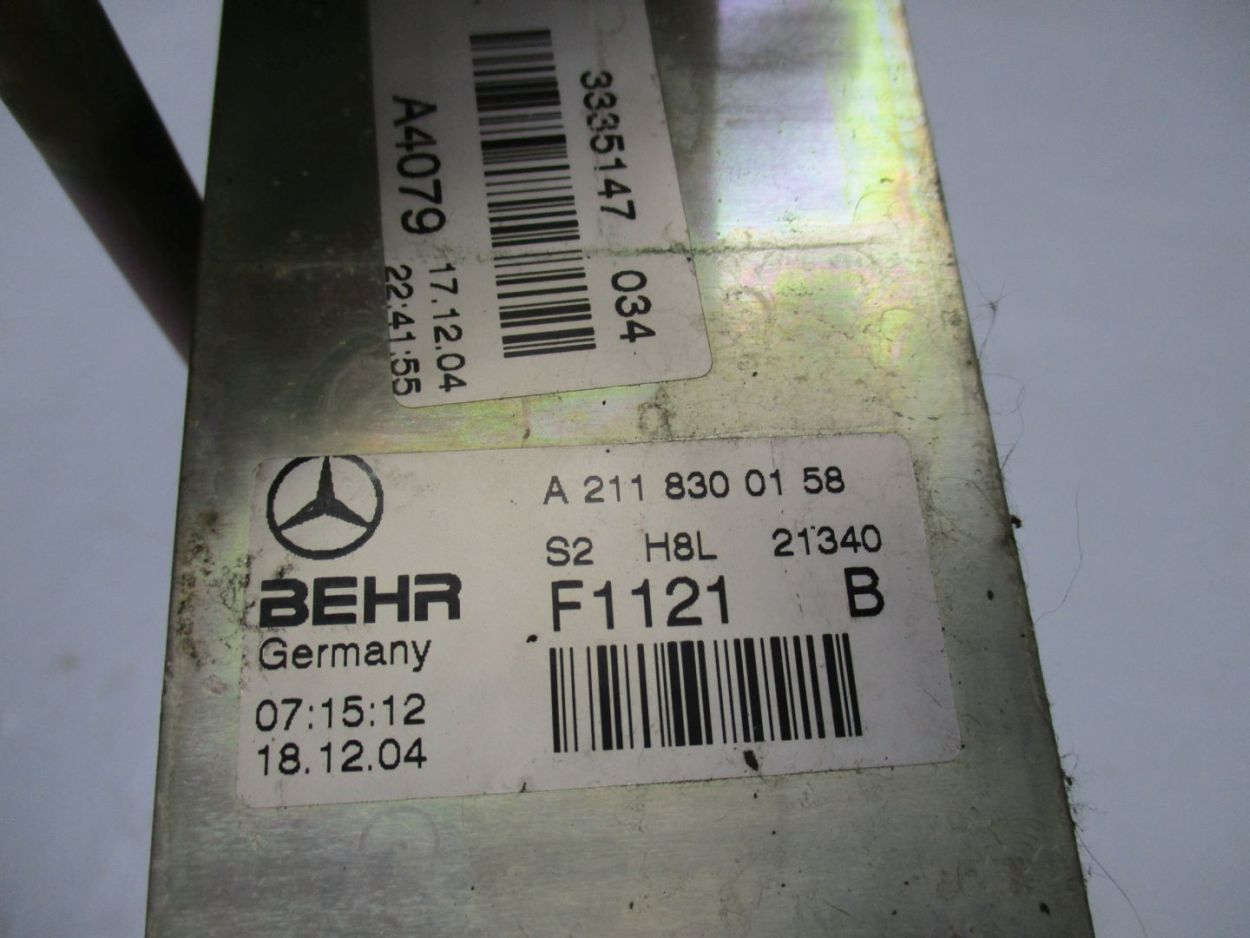 3335147 034
A4079 17.12.04
22:41:55
A 211 830 01 58
S2 H8L 21340
F1121 B
BEHR
Germany
07:15:12
18.12.04